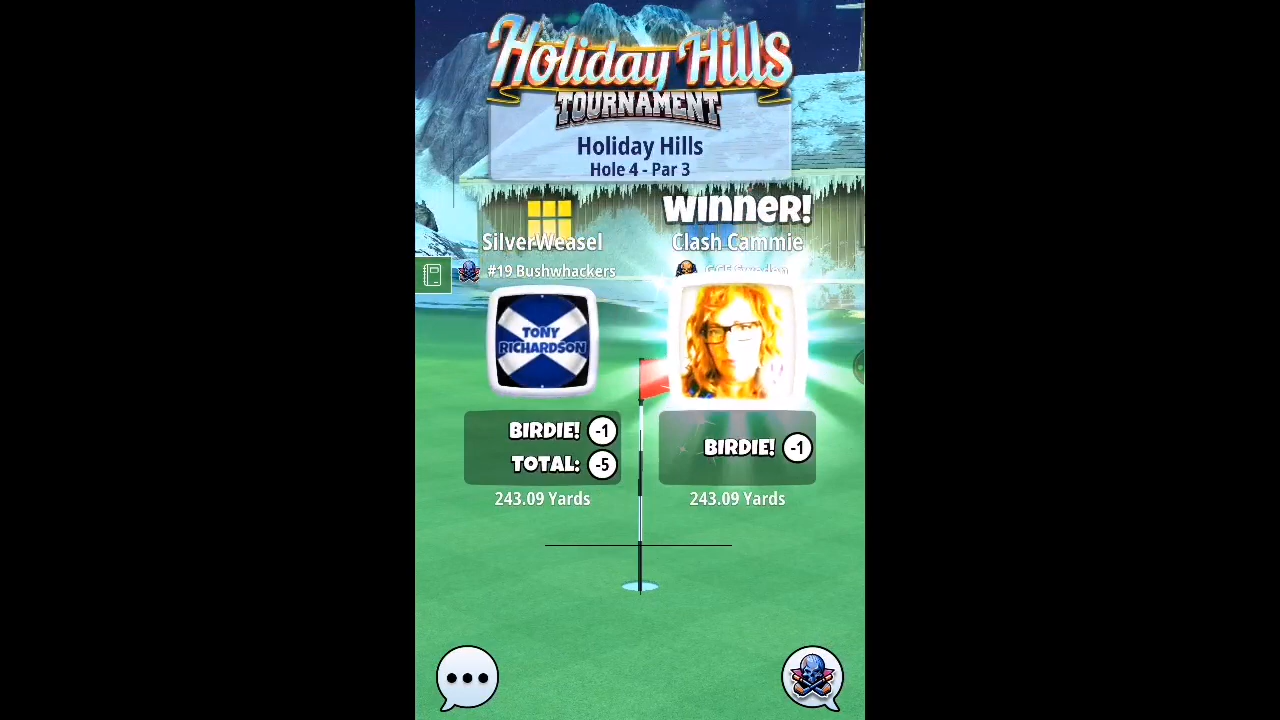 Holiday Hills
TOURNAMENT
Holiday Hills
Hole 4 - Par 3
WINNER!
SilverWeasel
Clash Cammie
#19 Bushwhackers
Sweden
TONY
RICHARDSON
BIRDIE! -1
TOTAL: -5
BIRDIE! -1
243.09 Yards
243.09 Yards